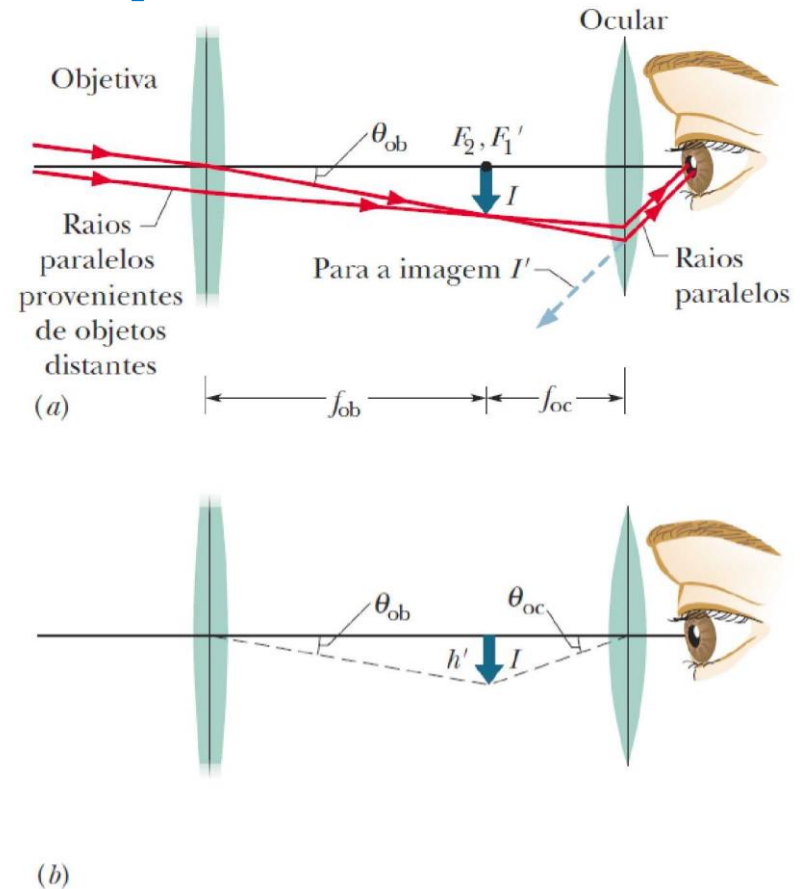 Ocular
Objetiva
θob
F2, F1′
I
Raios
paralelos
provenientes
de objetos
distantes
Para a imagem I′
Raios
paralelos
(a)
fob
foc
θob
θoc
h′
I
(b)